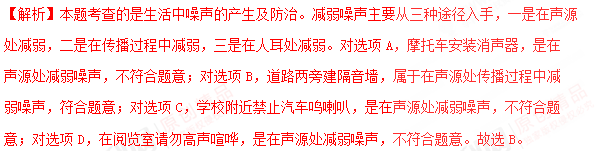 【解析】本题考查的是生活中噪声的产生及防治。减弱噪声主要从三种途径入手，一是在声源
处减弱，二是在传播过程中减弱，三是在人耳处减弱。对选项 A，摩托车安装消声器，是在
声源处减弱噪声，不符合题意；对选项 B，道路两旁建隔音墙，属于在声源处传播过程中减
弱噪声，符合题意；对选项 C，学校附近禁止汽车鸣喇叭，是在声源处减弱噪声，不符合题
意；对选项 D，在阅览室请勿高声喧哗，是在声源处减弱噪声，不符合题意。故选 B。